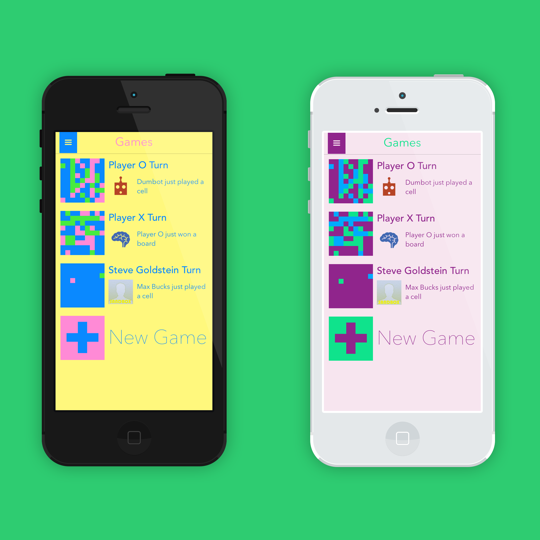 Games
Player O Turn
Dumbot just played a
cell
Player X Turn
Player O just won a
board
Steve Goldstein Turn
Max Bucks just played
a cell
New Game
Games
Player O Turn
Dumbot just played a
cell
Player X Turn
Player O just won a
board
Steve Goldstein Turn
Max Bucks just played
a cell
New Game